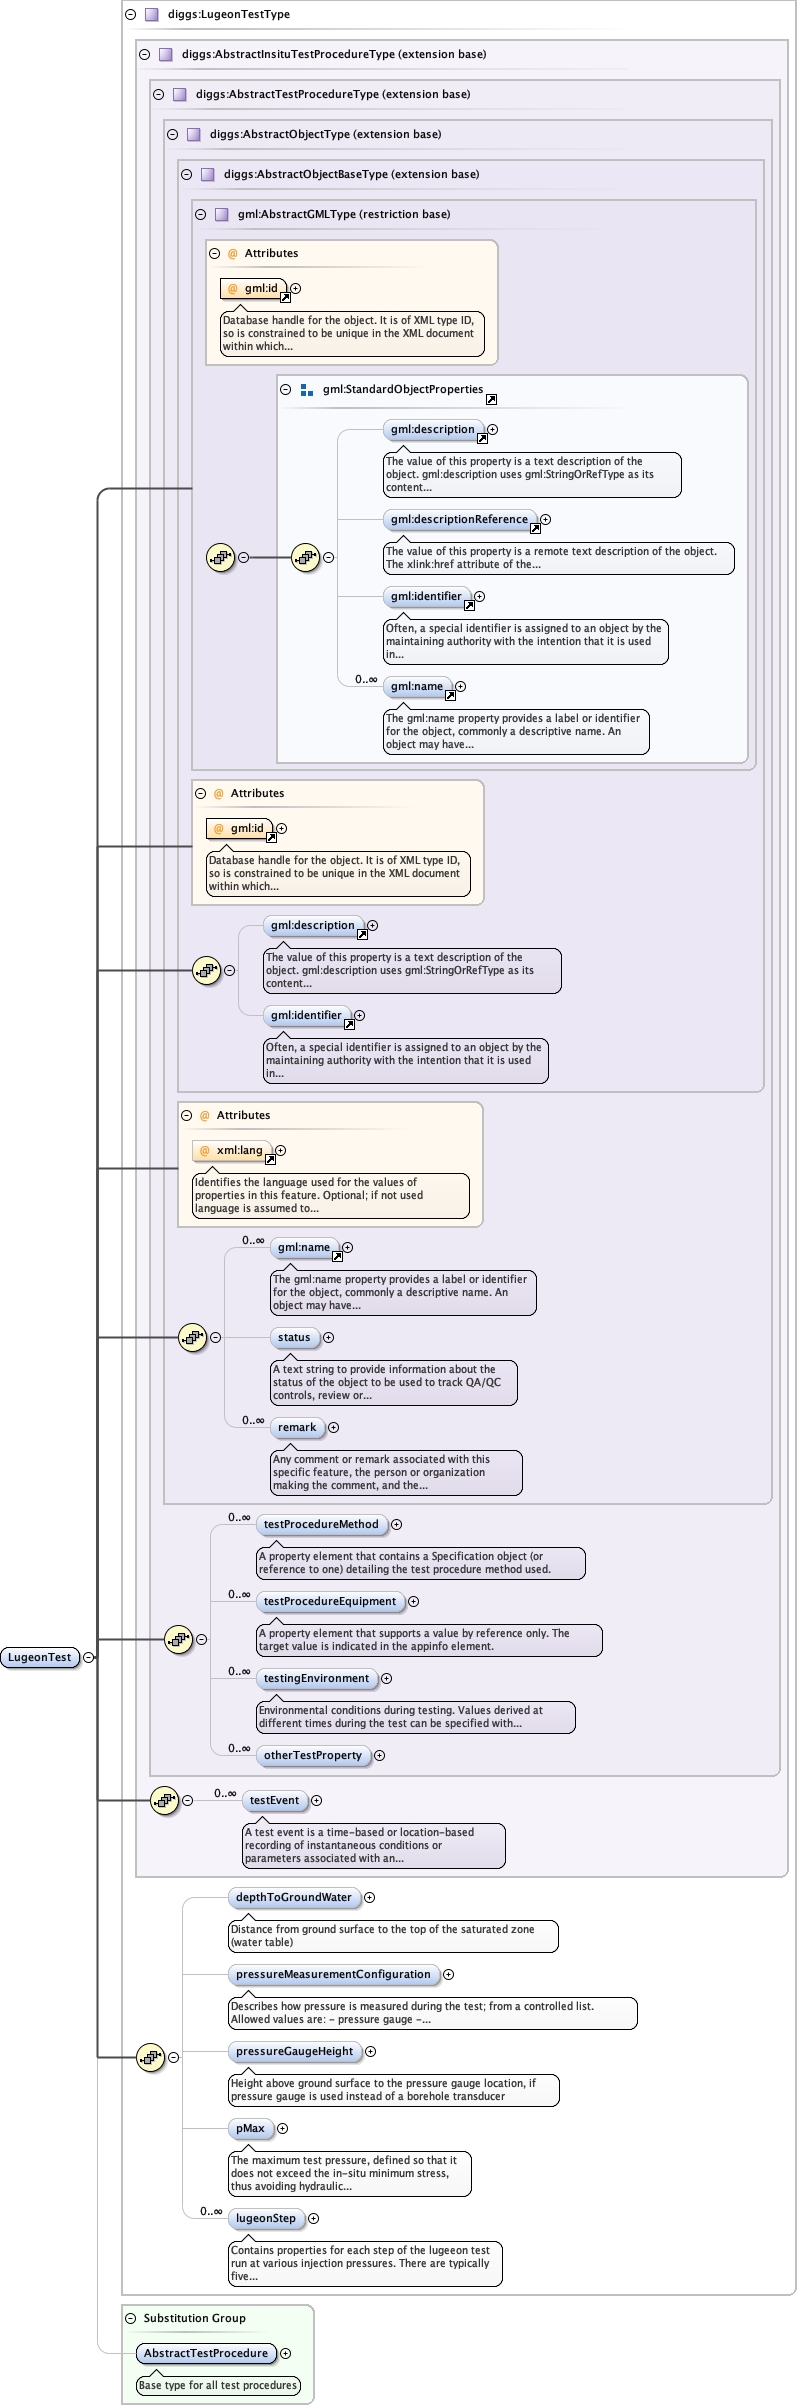 diggs:LugeonTestType
diggs:AbstractInsituTestProcedureType (extension base)
diggs:AbstractTestProcedureType (extension base)
diggs:AbstractObjectType (extension base)
diggs:AbstractObjectBaseType (extension base)
gml:AbstractGMLType (restriction base)
@ Attributes
@ gml:id
Database handle for the object. It is of XML type ID,
so is constrained to be unique in the XML document
within which...
gml:StandardObjectProperties
gml:description
The value of this property is a text description of the
object. gml:description uses gml:StringOrRefType as its
content...
gml:descriptionReference
The value of this property is a remote text description of the object.
The xlink:href attribute of the...
gml:identifier
Often, a special identifier is assigned to an object by the
maintaining authority with the intention that it is used
in...
0..∞
gml:name
The gml:name property provides a label or identifier
for the object, commonly a descriptive name. An
object may have...
@ Attributes
@ gml:id
Database handle for the object. It is of XML type ID,
so is constrained to be unique in the XML document
within which...
gml:description
The value of this property is a text description of the
object. gml:description uses gml:StringOrRefType as its
content...
gml:identifier
Often, a special identifier is assigned to an object by the
maintaining authority with the intention that it is used
in...
@ Attributes
@ xml:lang
Identifies the language used for the values of
properties in this feature. Optional; if not used
language is assumed to...
0..∞
gml:name
The gml:name property provides a label or identifier
for the object, commonly a descriptive name. An
object may have...
status
A text string to provide information about the
status of the object to be used to track QA/QC
controls, review or...
0..∞
remark
Any comment or remark associated with this
specific feature, the person or organization
making the comment, and the...
0..∞
testProcedureMethod
A property element that contains a Specification object (or
reference to one) detailing the test procedure method used.
0..∞
testProcedureEquipment
A property element that supports a value by reference only. The
target value is indicated in the appinfo element.
0..∞
testingEnvironment
Environmental conditions during testing. Values derived at
different times during the test can be specified with...
0..∞
otherTestProperty
LugeonTest
0..∞
testEvent
A test event is a time-based or location-based
recording of instantaneous conditions or
parameters associated with an...
depthToGroundWater
Distance from ground surface to the top of the saturated zone
(water table)
pressureMeasurementConfiguration
Describes how pressure is measured during the test; from a controlled list.
Allowed values are: - pressure gauge -...
pressureGaugeHeight
Height above ground surface to the pressure gauge location, if
pressure gauge is used instead of a borehole transducer
pMax
The maximum test pressure, defined so that it
does not exceed the in-situ minimum stress,
thus avoiding hydraulic...
0..∞
lugeonStep
Contains properties for each step of the lugeeon test
run at various injection pressures. There are typically
five...
Substitution Group
AbstractTestProcedure
Base type for all test procedures